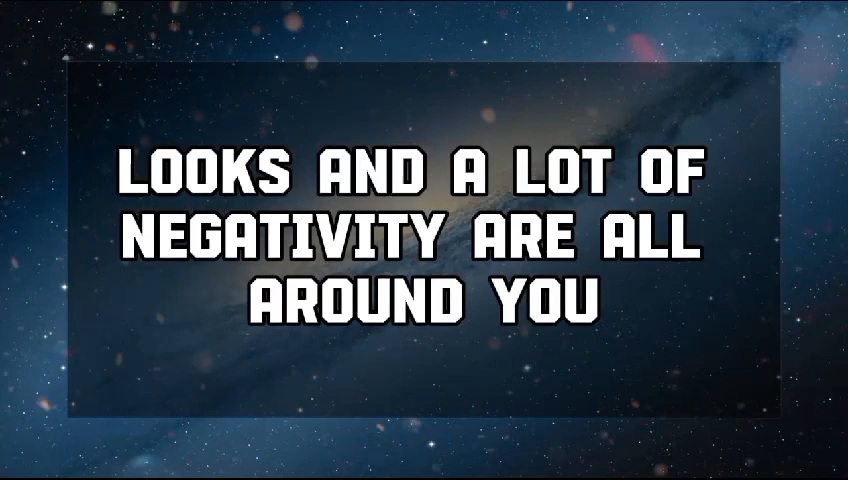 LOOKS AND A LOT OF
NEGATIVITY ARE ALL
AROUND YOU